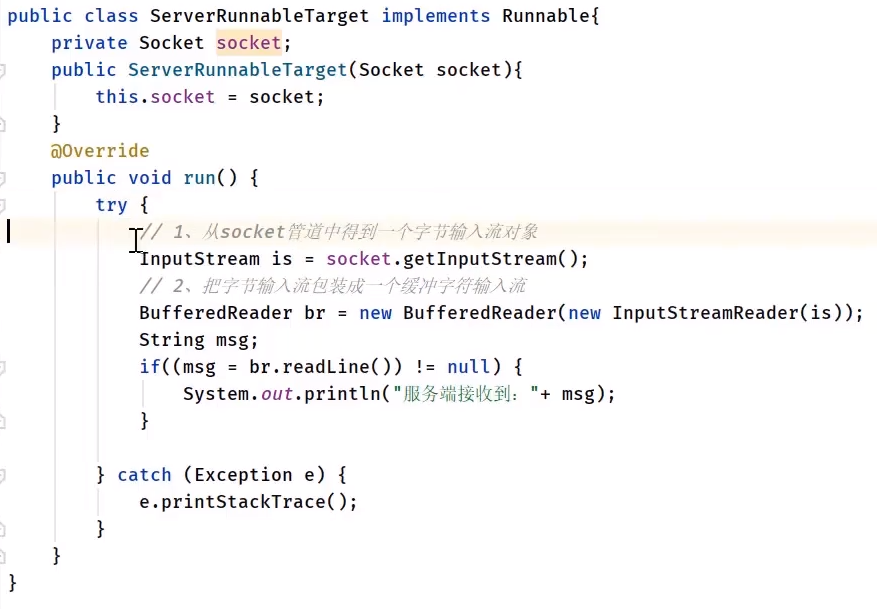 public class ServerRunnableTarget implements Runnable{
    private Socket socket;
    public ServerRunnableTarget(Socket socket){
        this.socket = socket;
    }
    @Override
    public void run() {
        try {
            // 1、从socket管道中得到一个字节输入流对象
            InputStream is = socket.getInputStream();
            // 2、把字节输入流包装成一个缓冲字符输入流
            BufferedReader br = new BufferedReader(new InputStreamReader(is));
            String msg;
            if((msg = br.readLine()) != null) {
                System.out.println("服务端接收到："+ msg);
            }
        } catch (Exception e) {
            e.printStackTrace();
        }
    }
}